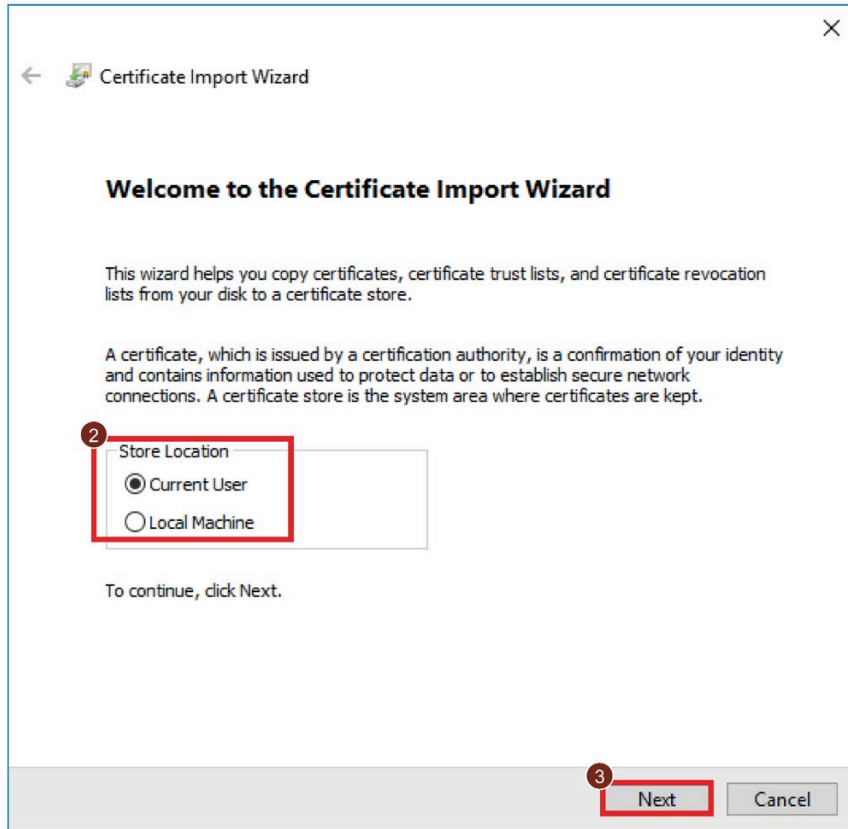 Certificate Import Wizard
Welcome to the Certificate Import Wizard
This wizard helps you copy certificates, certificate trust lists, and certificate revocation
lists from your disk to a certificate store.
A certificate, which is issued by a certification authority, is a confirmation of your identity
and contains information used to protect data or to establish secure network
connections. A certificate store is the system area where certificates are kept.
2
Store Location
Current User
Local Machine
To continue, click Next.
3
Next Cancel